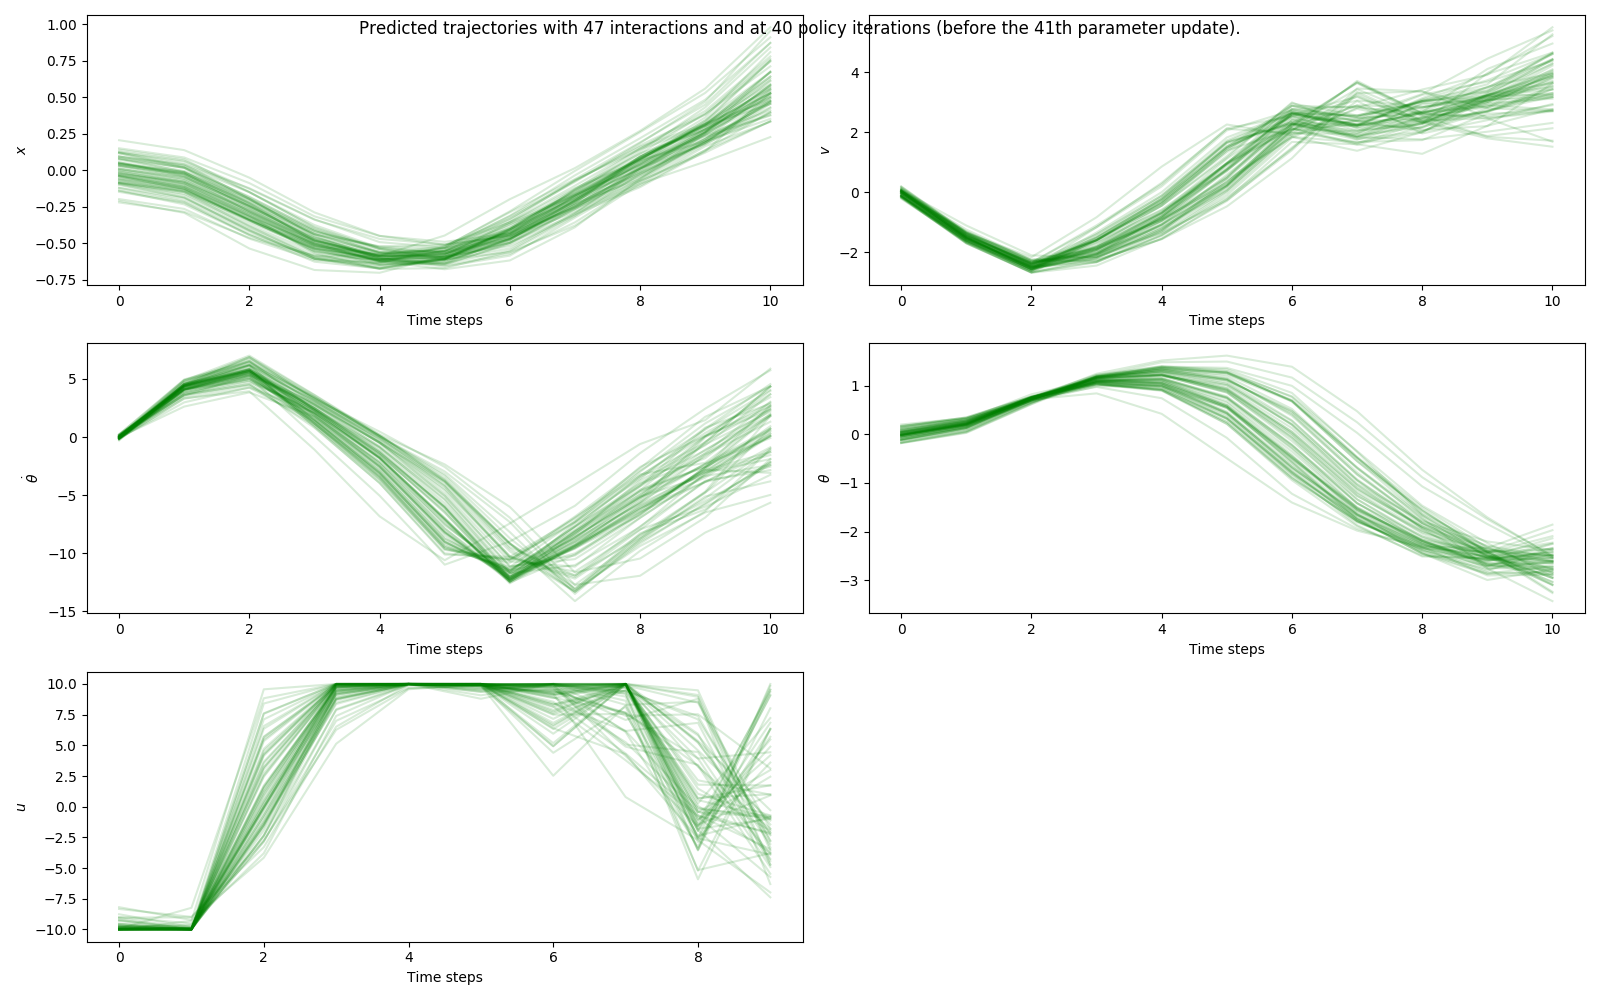 Predicted trajectories with 47 interactions and at 40 policy iterations (before the 41th parameter update).
1.00
0.75
0.50
0.25
0.00
−0.25
−0.50
−0.75
x
0 2 4 6 8 10
Time steps
4
2
0
−2
v
0 2 4 6 8 10
Time steps
5
0
−5
−10
−15
θ̇
0 2 4 6 8 10
Time steps
1
0
−1
−2
−3
θ
0 2 4 6 8 10
Time steps
10.0
7.5
5.0
2.5
0.0
−2.5
−5.0
−7.5
−10.0
u
0 2 4 6 8
Time steps